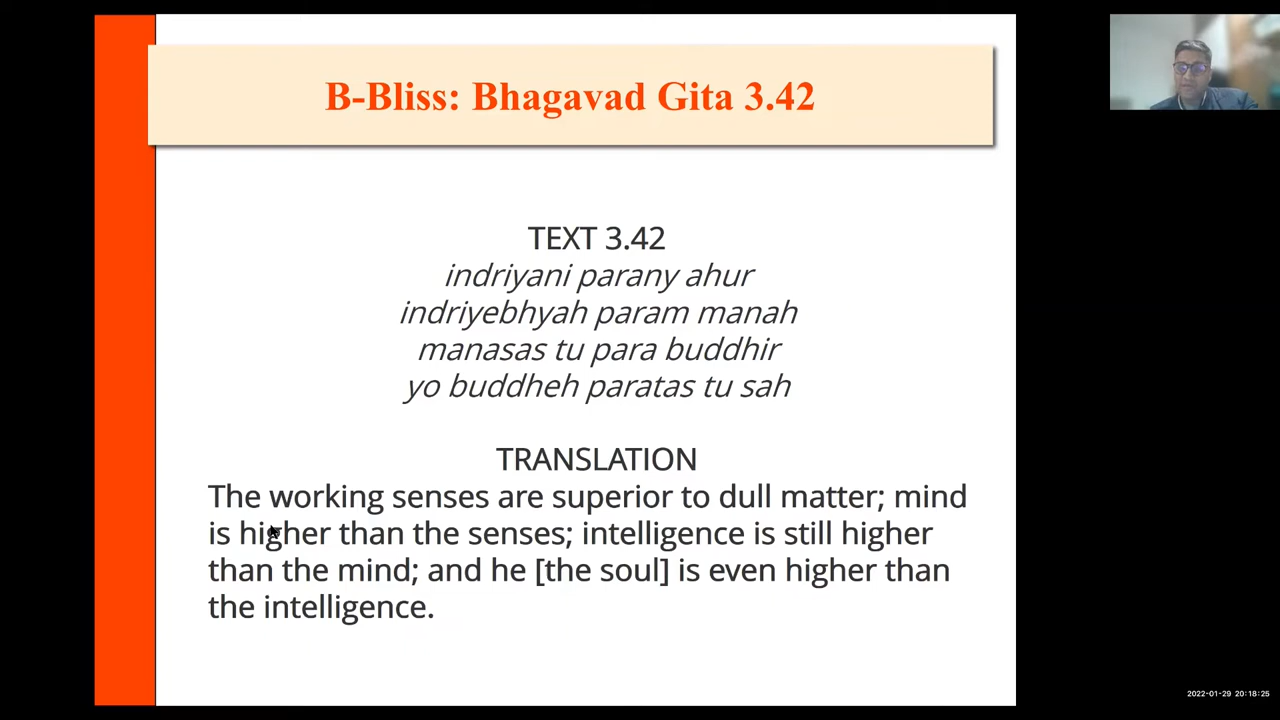 B-Bliss: Bhagavad Gita 3.42
TEXT 3.42
indriyani parany ahur
indriyebhyah param manah
manasas tu para buddhir
yo buddheh paratas tu sah
TRANSLATION
The working senses are superior to dull matter; mind
is higher than the senses; intelligence is still higher
than the mind; and he [the soul] is even higher than
the intelligence.
2022-01-29 20:18:25